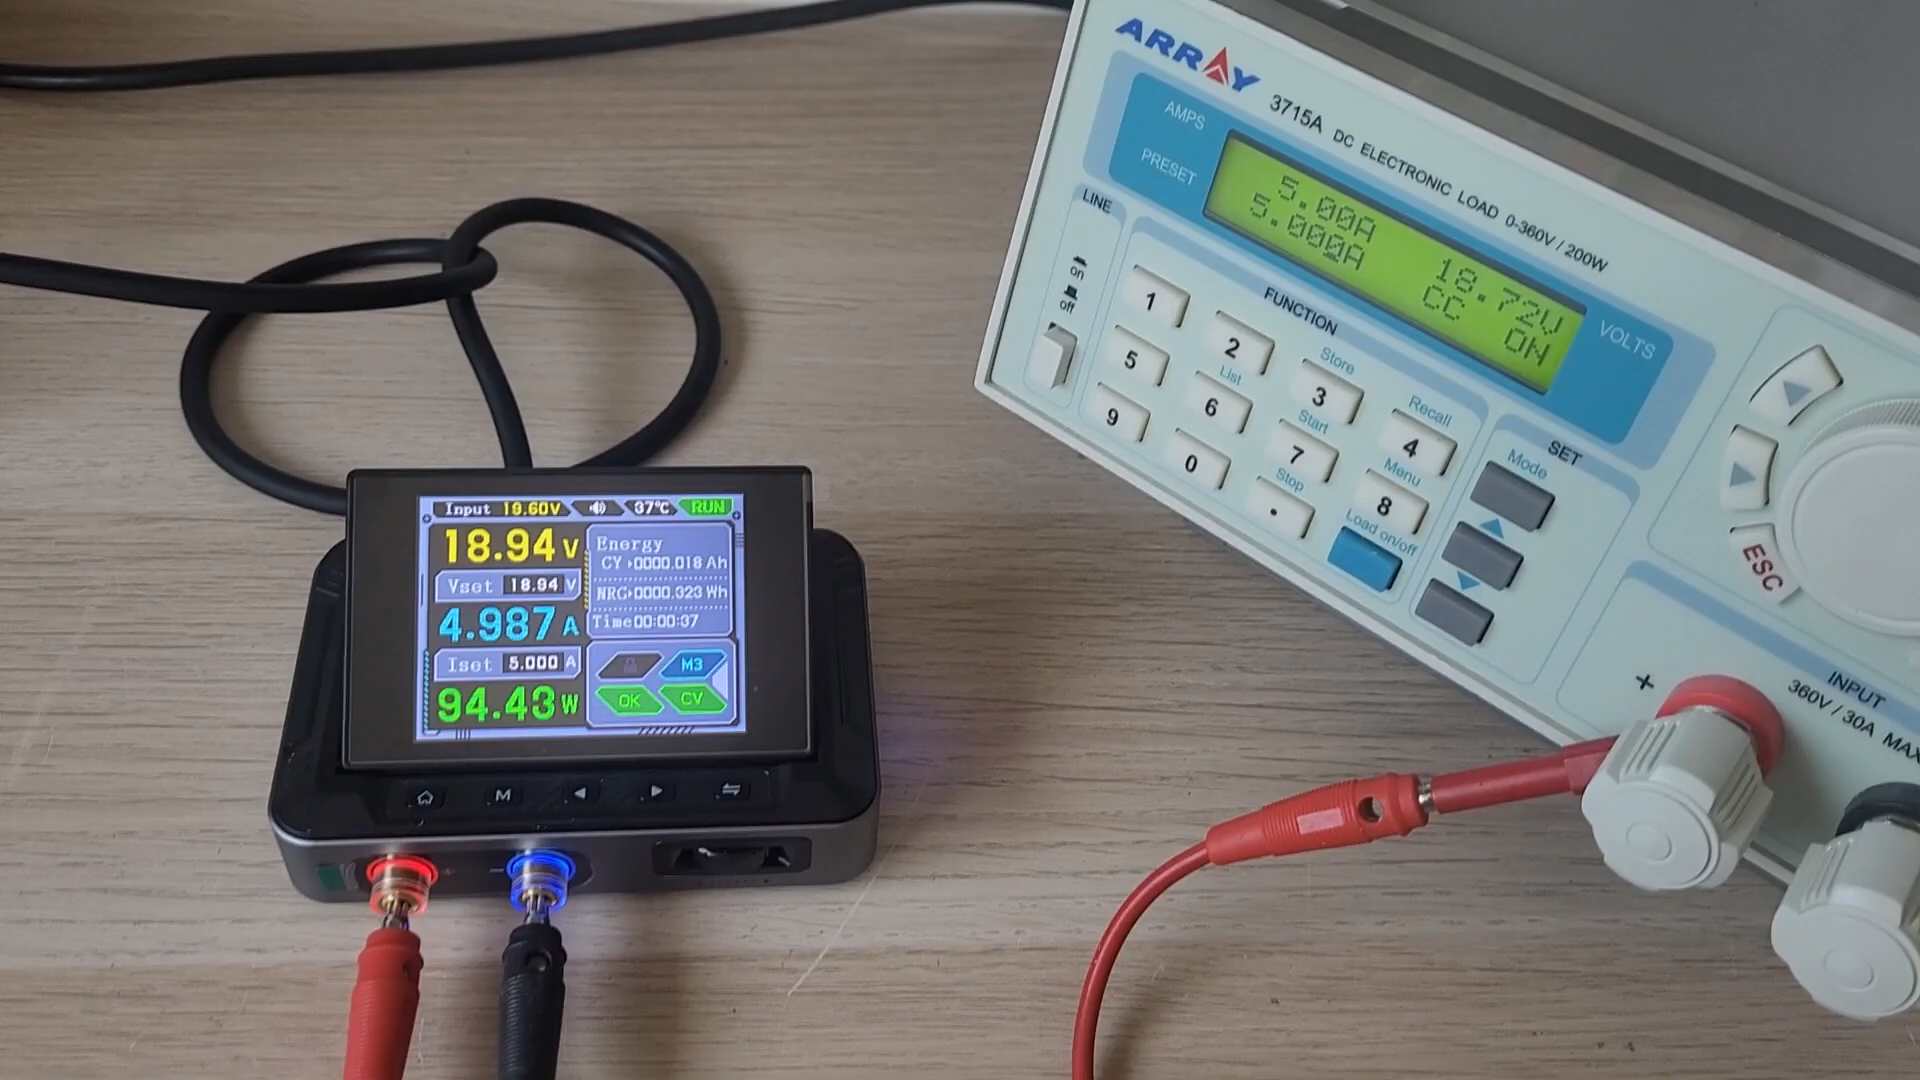 ARRAY
3715A DC ELECTRONIC LOAD 0-360V / 200W
AMPS
PRESET
5.00A 18.72V
5.000A CC ON
VOLTS
LINE
on
off
FUNCTION
1
2
3
4
5
6
7
8
9
0
.
List
Store
Recall
Start
Menu
Stop
Load on/off
SET
Mode
ESC
INPUT
360V / 30A MAX
+
Input 19.60V 37°C RUN
18.94 V
Vset 18.94 V
4.987 A
Iset 5.000 A
94.43 W
Energy
CY 0000.018 Ah
NRG 0000.323 Wh
Time 00:00:37
M3
OK
CV
M
+
-